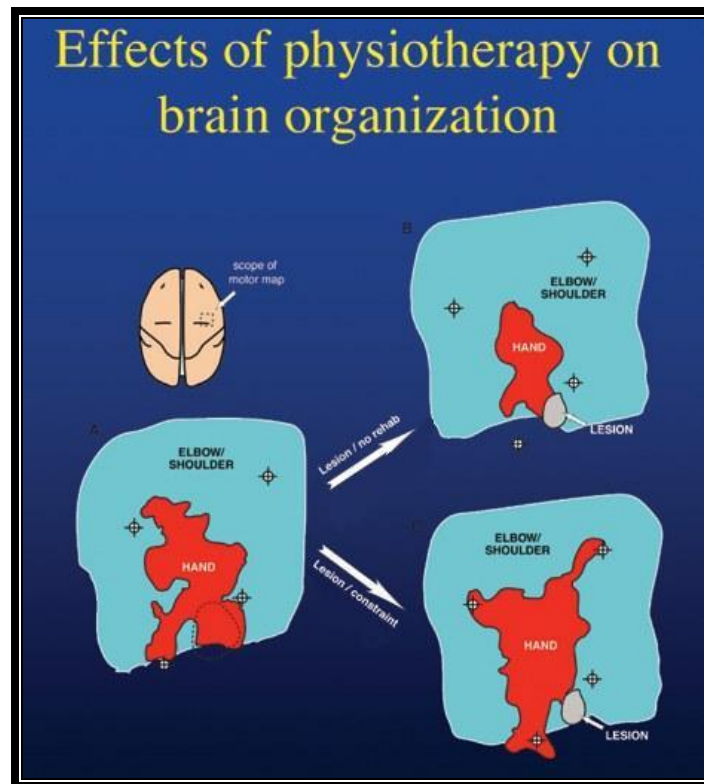 Effects of physiotherapy on
brain organization
scope of
motor map
B
ELBOW/
SHOULDER
HAND
LESION
A
ELBOW/
SHOULDER
HAND
Lesion / no rehab
Lesion / constraint
ELBOW/
SHOULDER
HAND
LESION